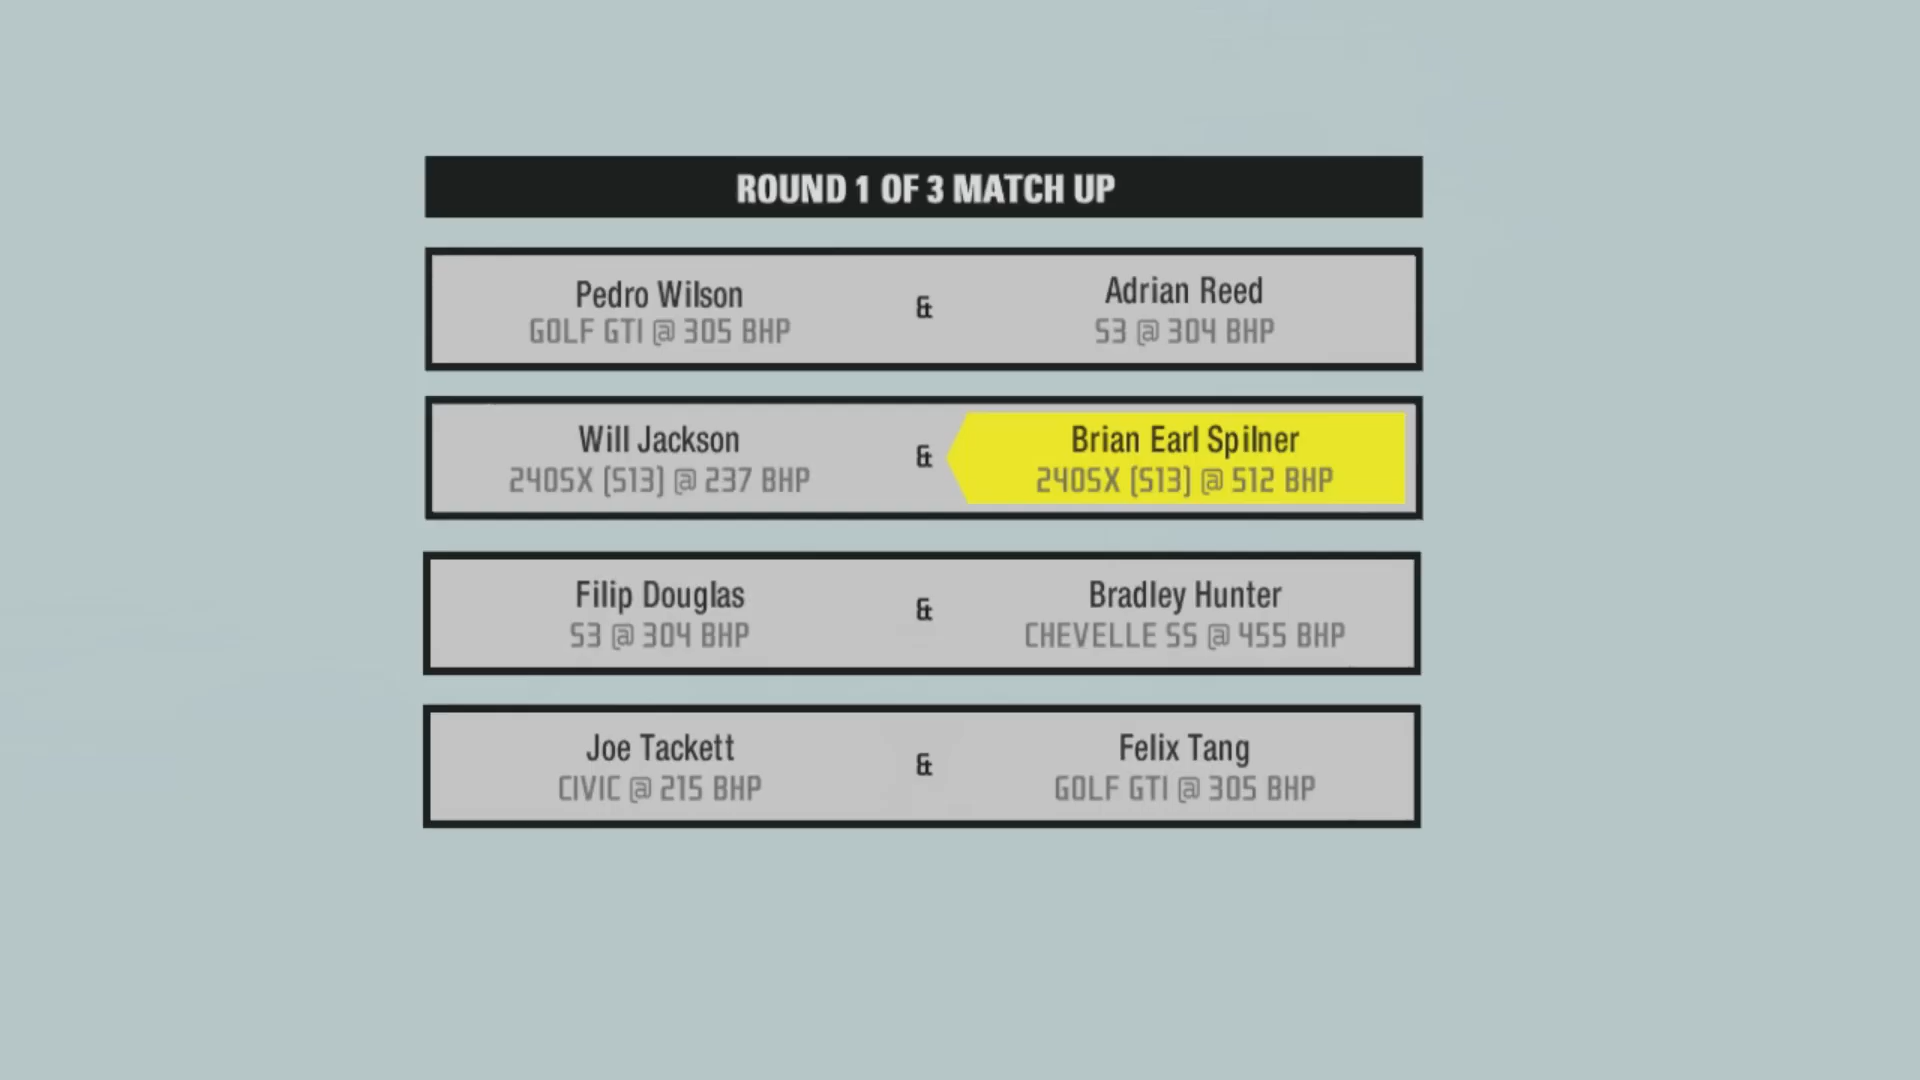 ROUND 1 OF 3 MATCH UP
Pedro Wilson & Adrian Reed
GOLF GTI @ 305 BHP S3 @ 304 BHP
Will Jackson & Brian Earl Spilner
240SX (S13) @ 237 BHP 240SX (S13) @ 512 BHP
Filip Douglas & Bradley Hunter
S3 @ 304 BHP CHEVELLE SS @ 455 BHP
Joe Tackett & Felix Tang
CIVIC @ 215 BHP GOLF GTI @ 305 BHP